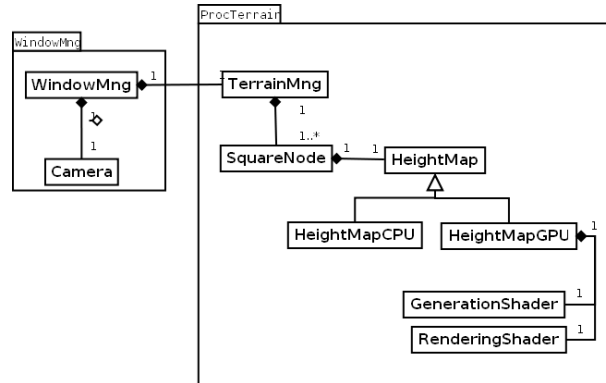 ProcTerrain
WindowMng
WindowMng
1
1
TerrainMng
1
1
1
1..*
Camera
SquareNode
1
1
HeightMap
HeightMapCPU
HeightMapGPU
1
1
GenerationShader
1
RenderingShader